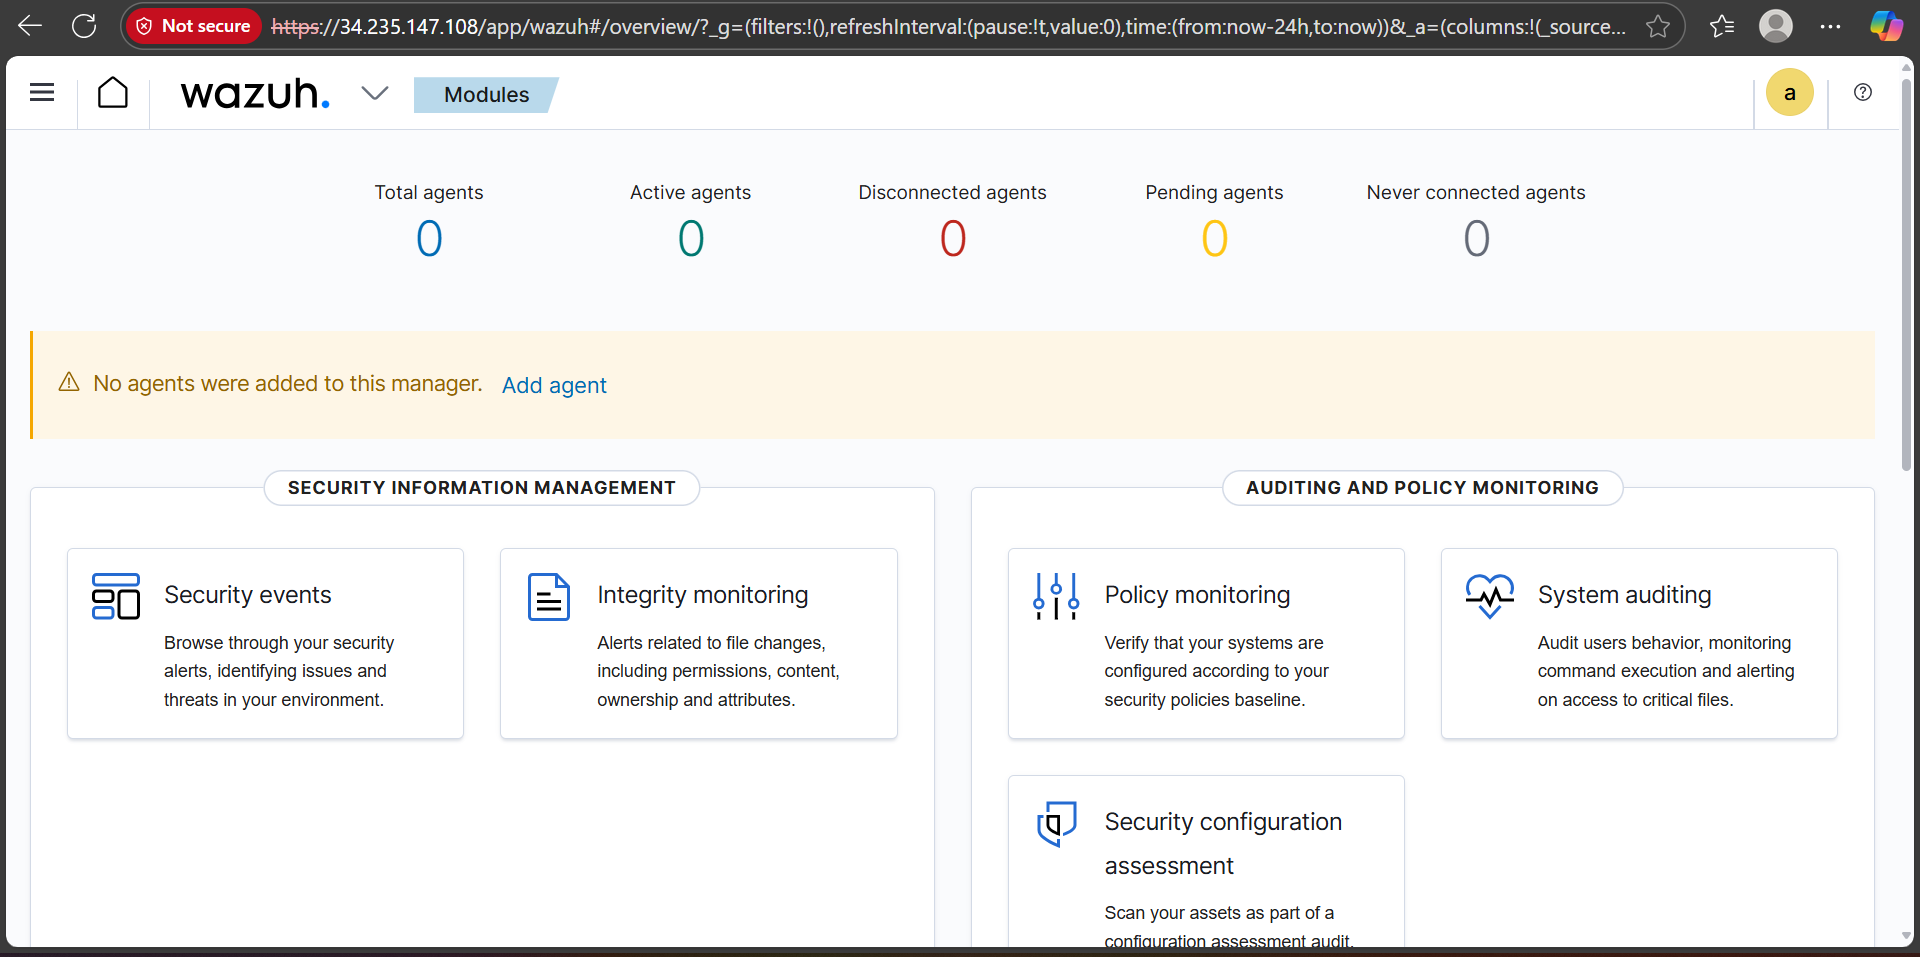 Not secure
https://34.235.147.108/app/wazuh#/overview/?_g=(filters:!(),refreshInterval:(pause:!t,value:0),time:(from:now-24h,to:now))&_a=(columns:!(_source...
wazuh.
Modules
a
Total agents
0
Active agents
0
Disconnected agents
0
Pending agents
0
Never connected agents
0
No agents were added to this manager. Add agent
SECURITY INFORMATION MANAGEMENT
Security events
Browse through your security
alerts, identifying issues and
threats in your environment.
Integrity monitoring
Alerts related to file changes,
including permissions, content,
ownership and attributes.
AUDITING AND POLICY MONITORING
Policy monitoring
Verify that your systems are
configured according to your
security policies baseline.
System auditing
Audit users behavior, monitoring
command execution and alerting
on access to critical files.
Security configuration
assessment
Scan your assets as part of a
configuration assessment audit.